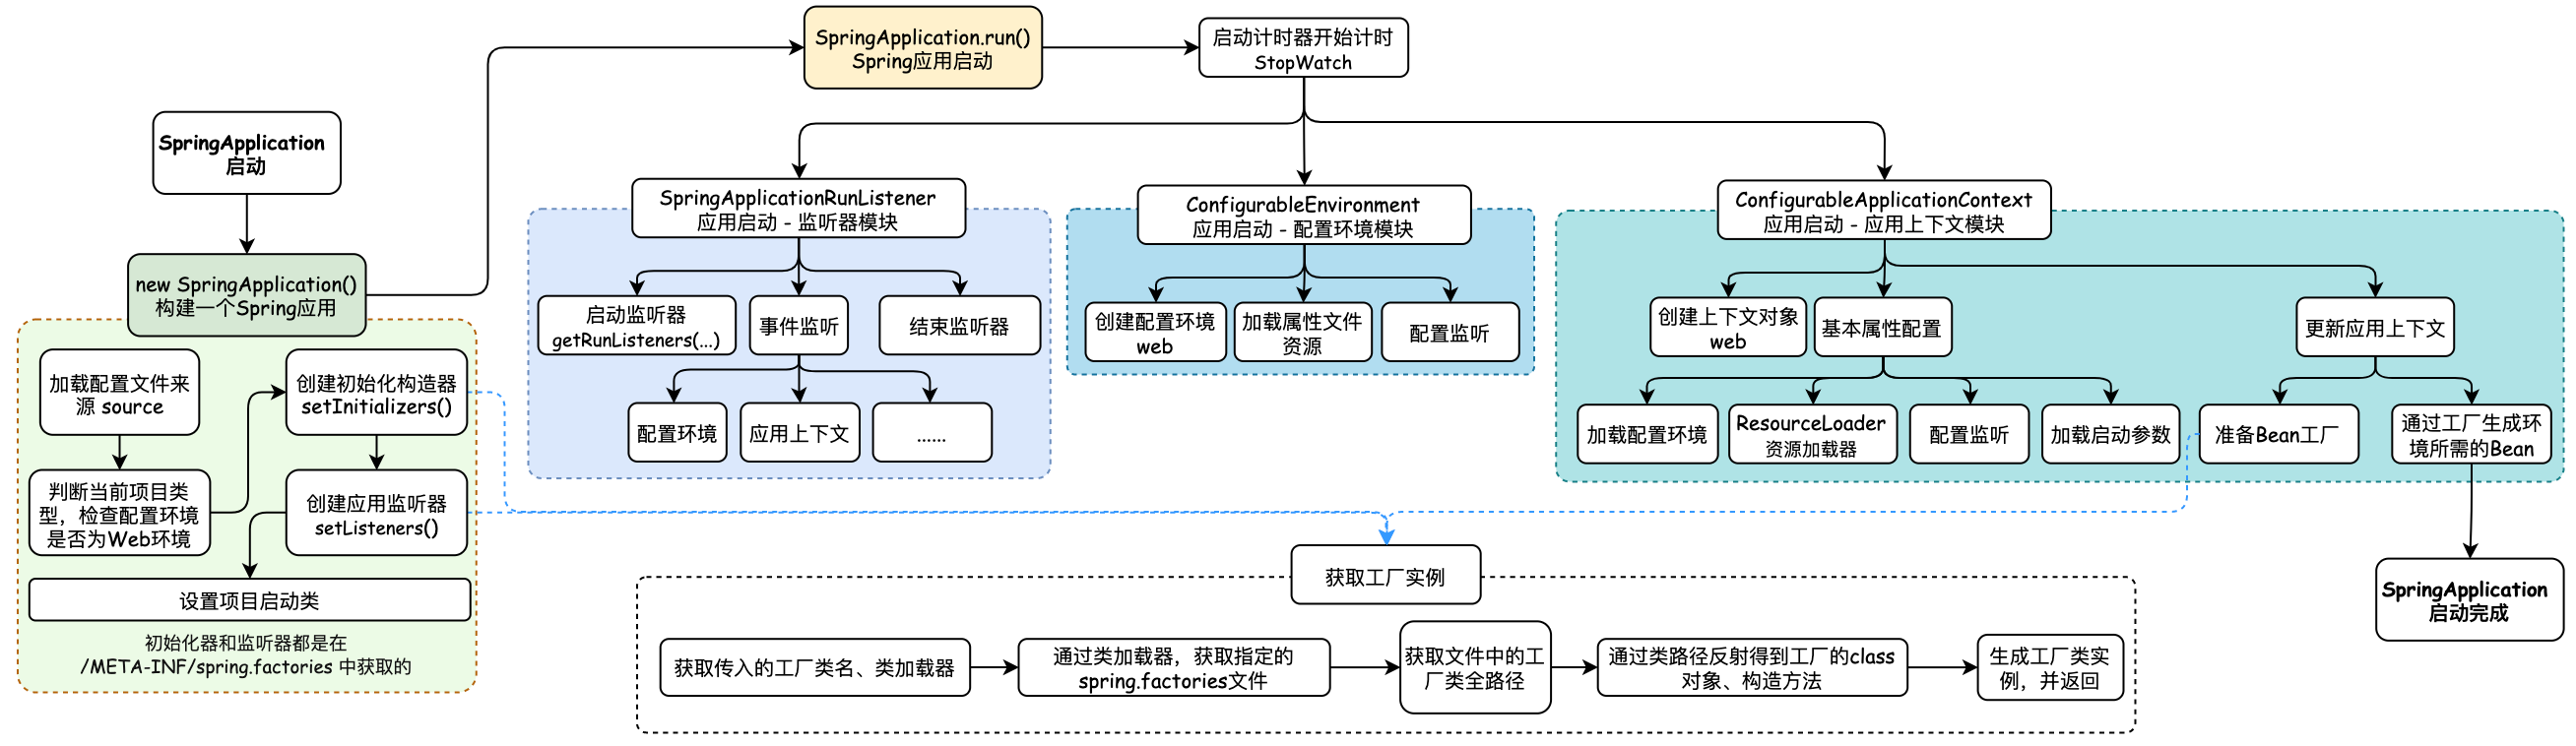 SpringApplication.run()
Spring应用启动
启动计时器开始计时
StopWatch
SpringApplication
启动
new SpringApplication()
构建一个Spring应用
加载配置文件来
源 source
创建初始化构造器
setInitializers()
判断当前项目类
型，检查配置环境
是否为Web环境
创建应用监听器
setListeners()
设置项目启动类
初始化器和监听器都是在
/META-INF/spring.factories 中获取的
SpringApplicationRunListener
应用启动 - 监听器模块
启动监听器
getRunListeners(...)
事件监听
结束监听器
配置环境
应用上下文
......
ConfigurableEnvironment
应用启动 - 配置环境模块
创建配置环境
web
加载属性文件
资源
配置监听
ConfigurableApplicationContext
应用启动 - 应用上下文模块
创建上下文对象
web
基本属性配置
更新应用上下文
加载配置环境
ResourceLoader
资源加载器
配置监听
加载启动参数
准备Bean工厂
通过工厂生成环
境所需的Bean
SpringApplication
启动完成
获取工厂实例
获取传入的工厂类名、类加载器
通过类加载器，获取指定的
spring.factories文件
获取文件中的工
厂类全路径
通过类路径反射得到工厂的class
对象、构造方法
生成工厂类实
例，并返回